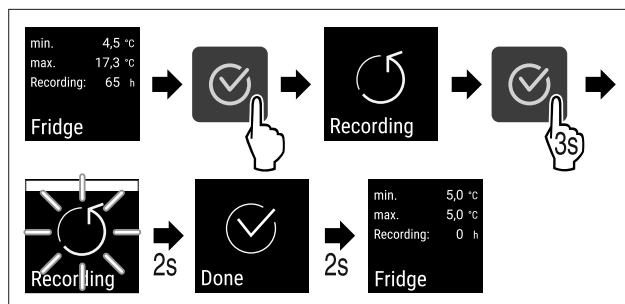 min. 4,5 °C
max. 17,3 °C
Recording: 65 h
Fridge
Recording
3s
Recording
2s
Done
2s
min. 5,0 °C
max. 5,0 °C
Recording: 0 h
Fridge